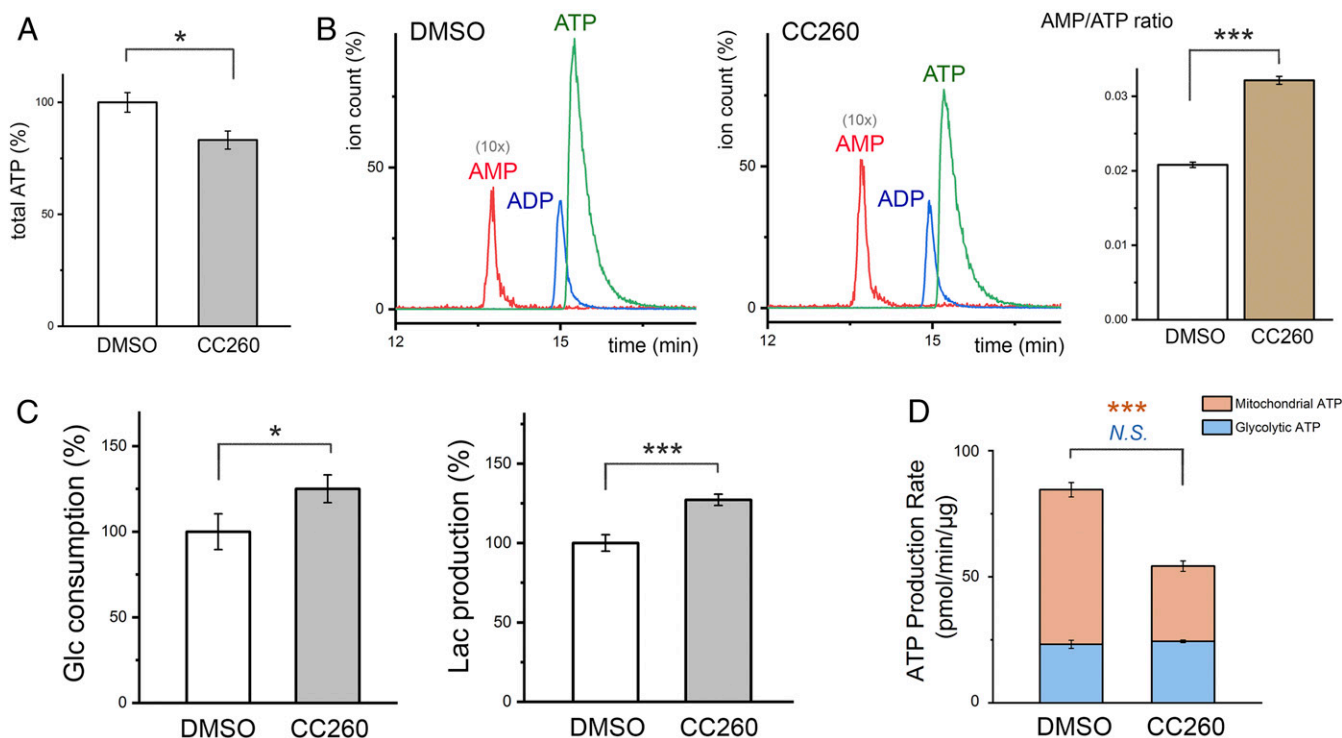 A
*
total ATP (%)
100
50
0
DMSO
CC260
B
DMSO
ATP
ion count (%)
(10x)
AMP
ADP
50
0
12
15
time (min)
CC260
ATP
ion count (%)
(10x)
AMP
ADP
50
0
12
15
time (min)
AMP/ATP ratio
***
0.03
0.02
0.01
0.00
DMSO
CC260
C
*
Glc consumption (%)
150
100
50
0
DMSO
CC260
***
Lac production (%)
150
100
50
0
DMSO
CC260
D
***
N.S.
Mitochondrial ATP
Glycolytic ATP
ATP Production Rate
(pmol/min/µg)
100
50
0
DMSO
CC260